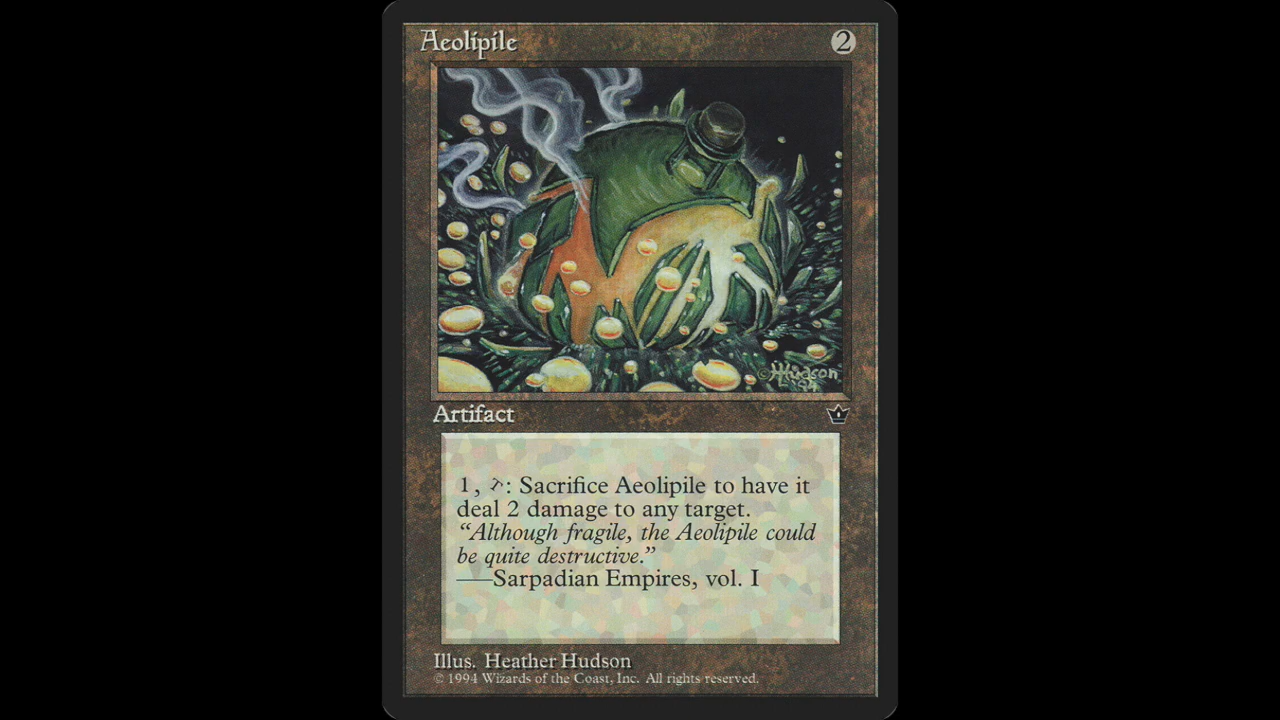 Aeolipile 2
©HHudson
94
Artifact
1, : Sacrifice Aeolipile to have it
deal 2 damage to any target.
“Although fragile, the Aeolipile could
be quite destructive.”
——Sarpadian Empires, vol. I
Illus. Heather Hudson
© 1994 Wizards of the Coast, Inc. All rights reserved.